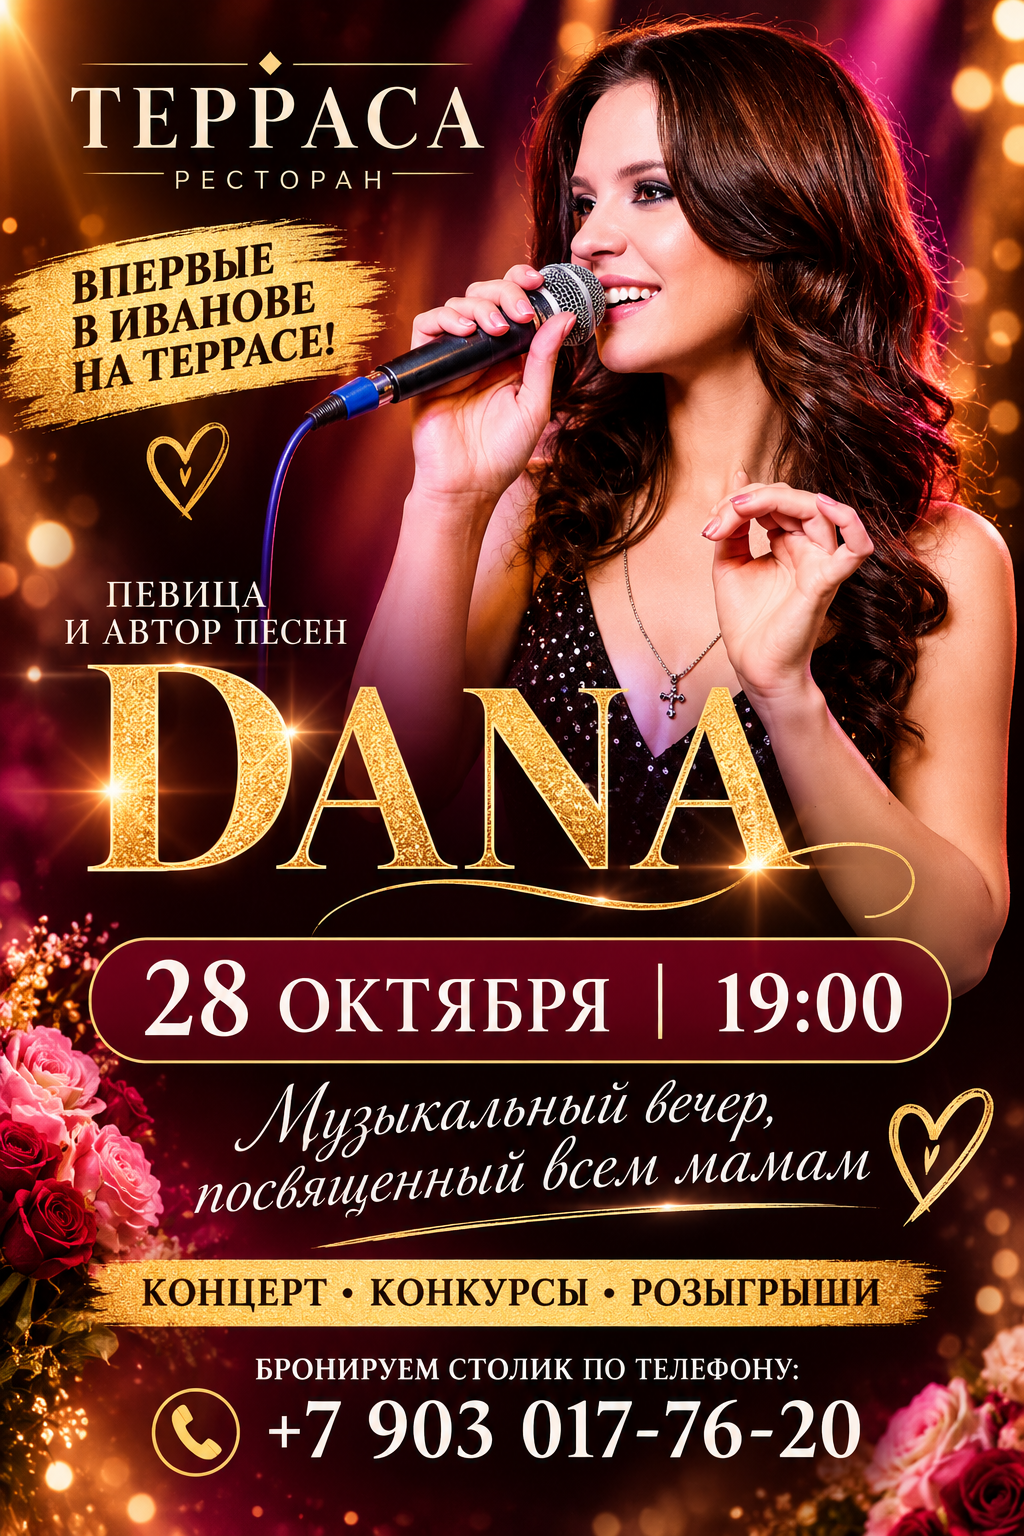 ТЕРРАСА
РЕСТОРАН
ВПЕРВЫЕ
В ИВАНОВЕ
НА ТЕРРАСЕ!
ПЕВИЦА
И АВТОР ПЕСЕН
DANA
28 ОКТЯБРЯ | 19:00
Музыкальный вечер,
посвященный всем мамам
КОНЦЕРТ • КОНКУРСЫ • РОЗЫГРЫШИ
БРОНИРУЕМ СТОЛИК ПО ТЕЛЕФОНУ:
+7 903 017-76-20